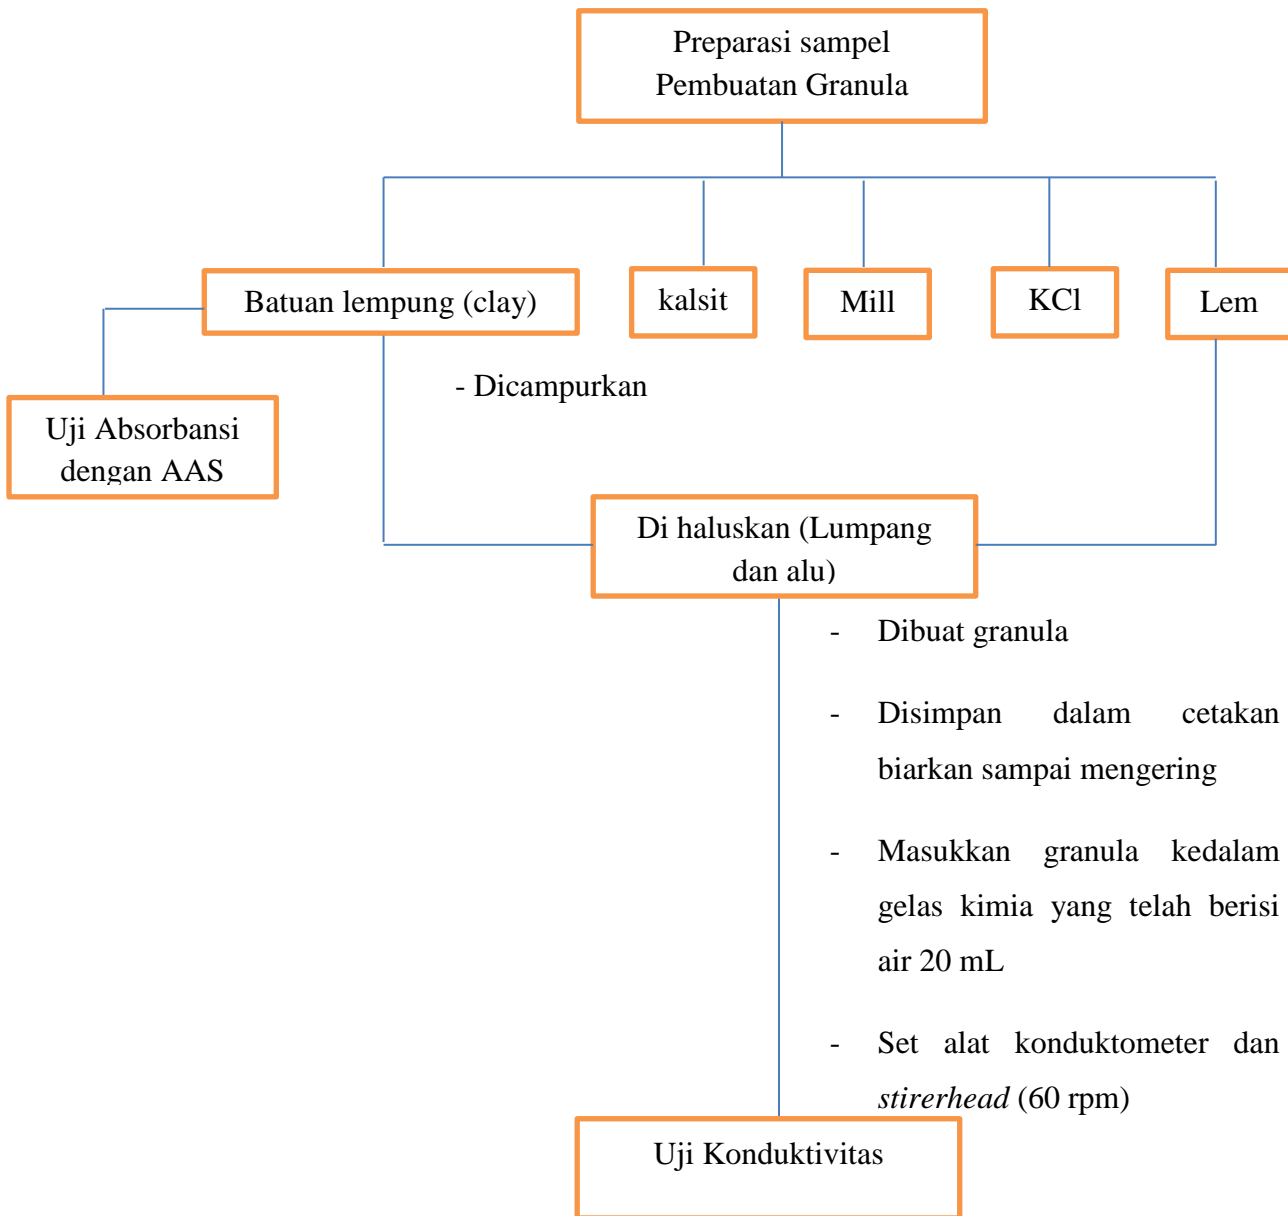 Preparasi sampel
Pembuatan Granula
Batuan lempung (clay)
kalsit
Mill
KCl
Lem
- Dicampurkan
Uji Absorbansi
dengan AAS
Di haluskan (Lumpang
dan alu)
- Dibuat granula
- Disimpan dalam cetakan
biarkan sampai mengering
- Masukkan granula kedalam
gelas kimia yang telah berisi
air 20 mL
- Set alat konduktometer dan
stirerhead (60 rpm)
Uji Konduktivitas